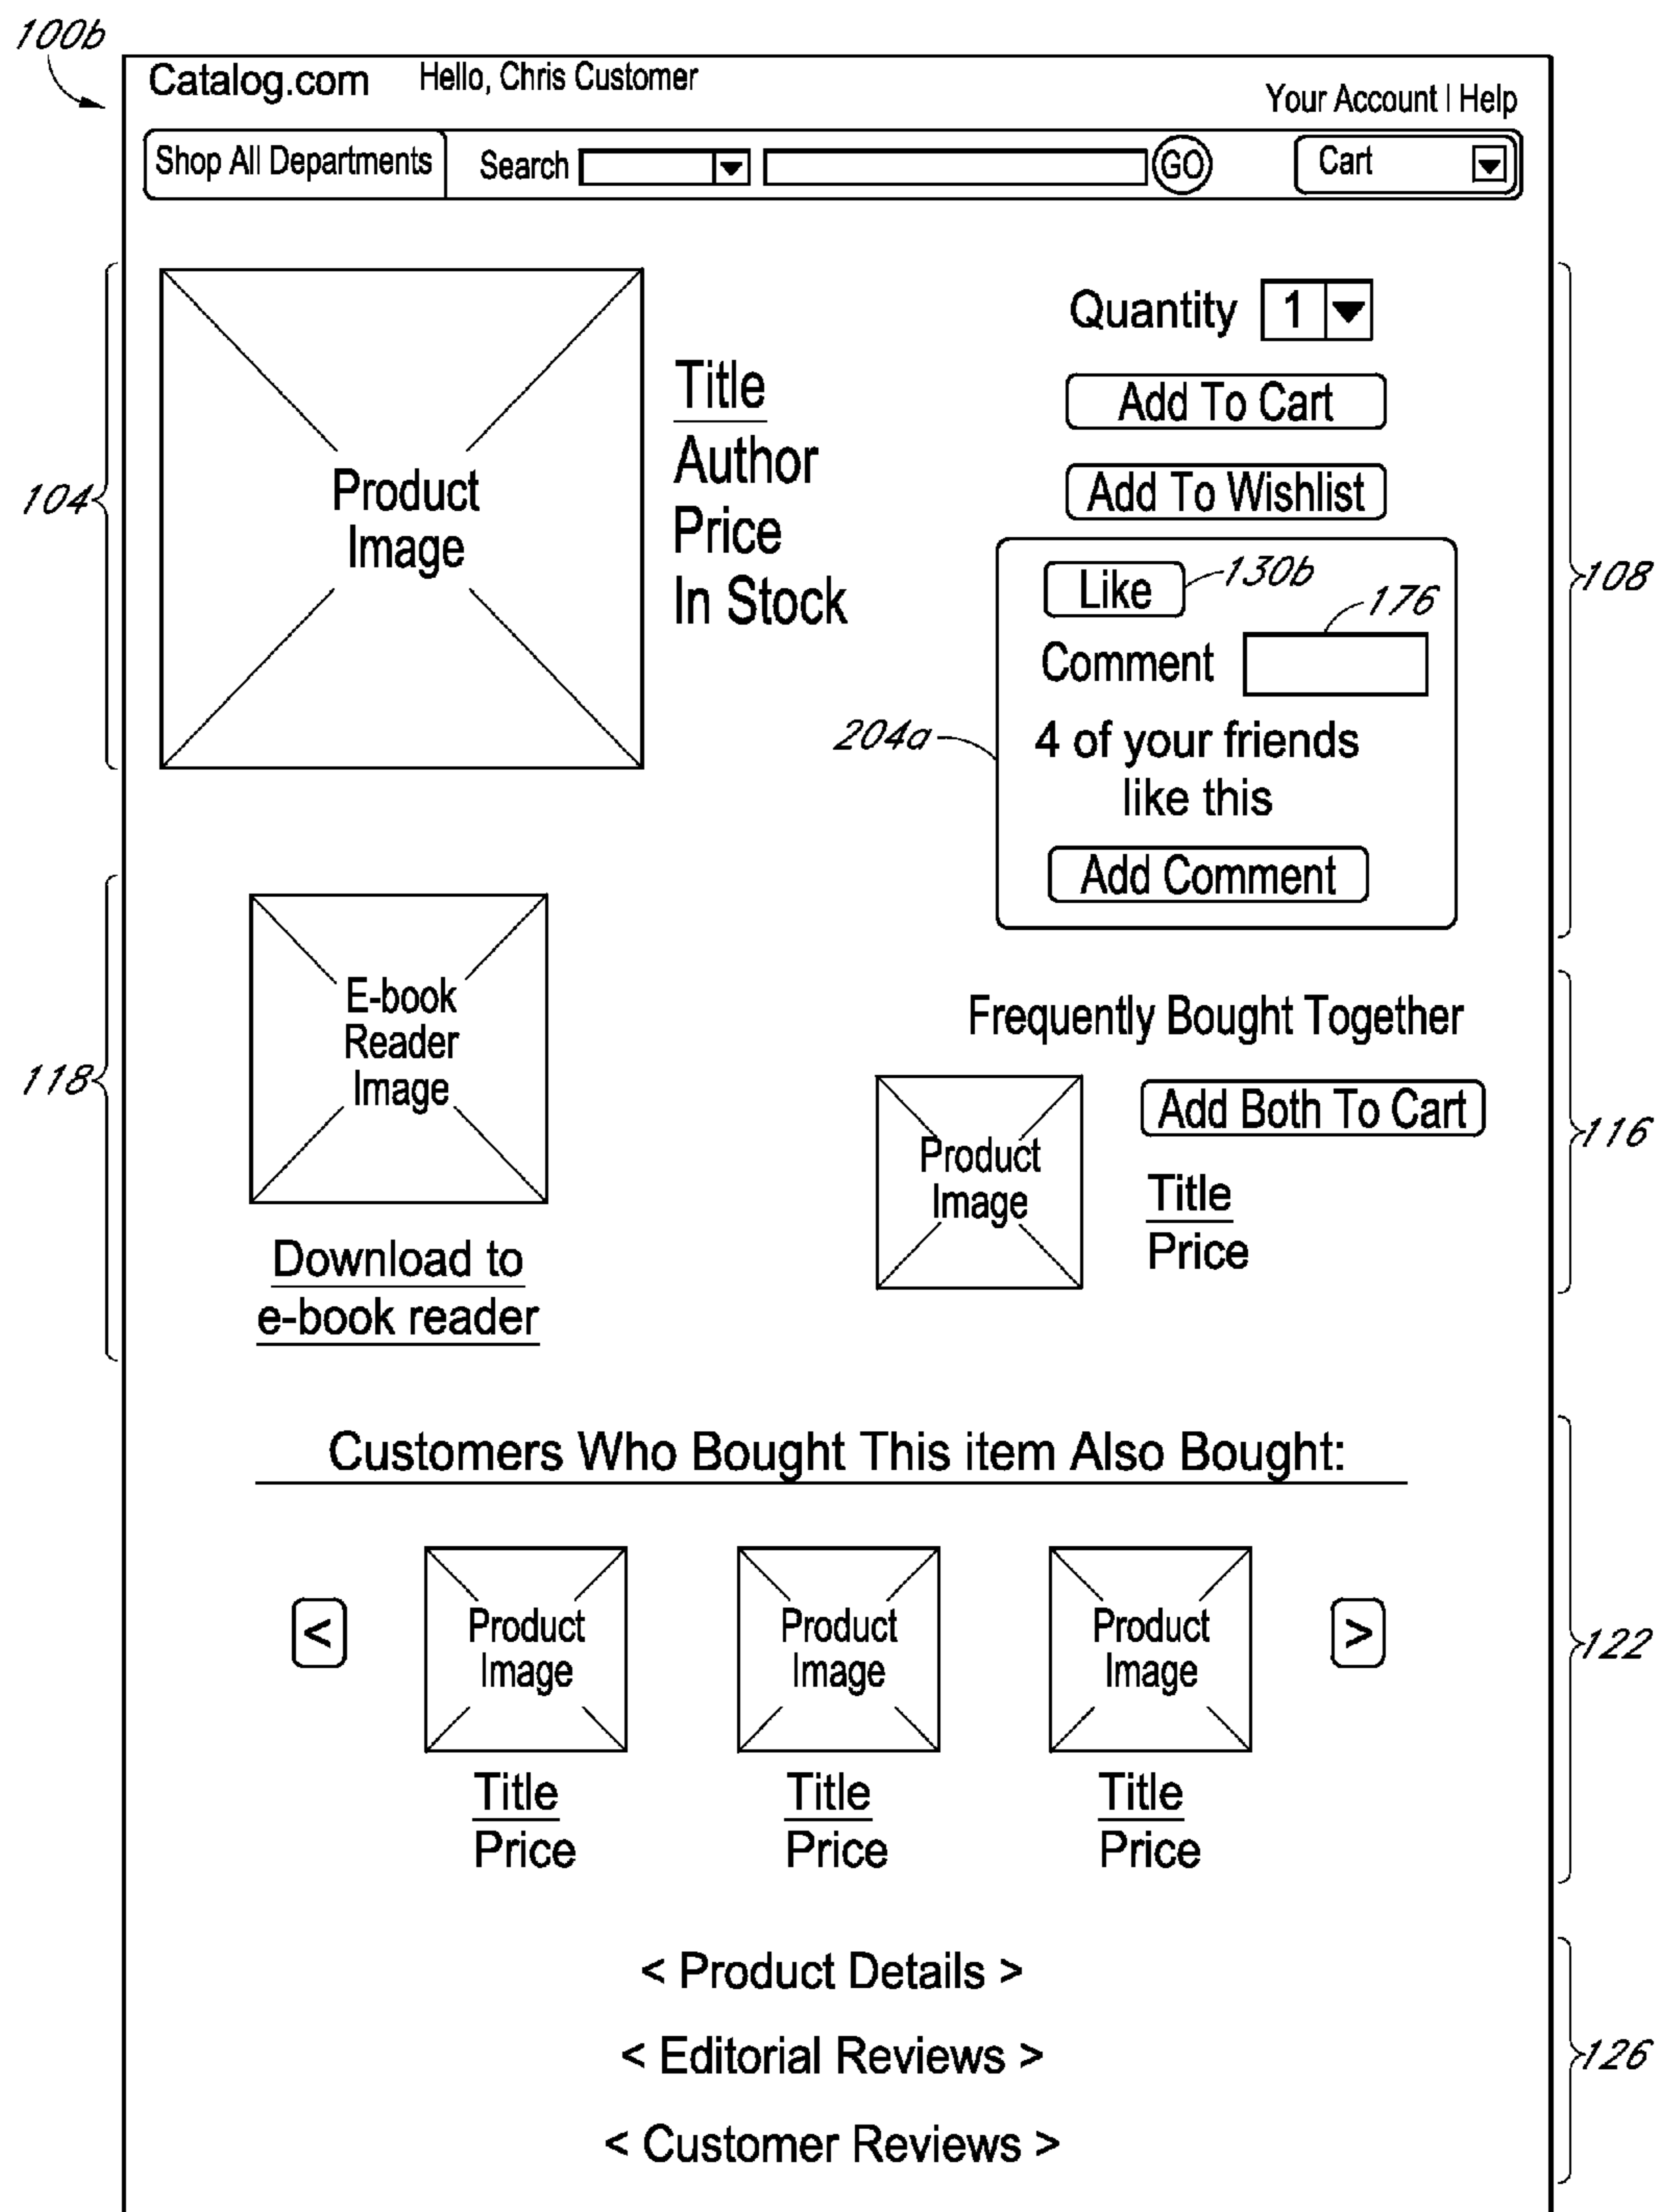 100b
Catalog.com Hello, Chris Customer
Your Account | Help
Shop All Departments Search GO Cart
104
Product
Image
Title
Author
Price
In Stock
Quantity 1
Add To Cart
Add To Wishlist
Like 130b
Comment 176
204a
4 of your friends
like this
Add Comment
108
118
E-book
Reader
Image
Download to
e-book reader
Frequently Bought Together
Product
Image
Add Both To Cart
Title
Price
116
Customers Who Bought This item Also Bought:
<
Product
Image
Title
Price
Product
Image
Title
Price
Product
Image
Title
Price
>
122
< Product Details >
< Editorial Reviews >
< Customer Reviews >
126